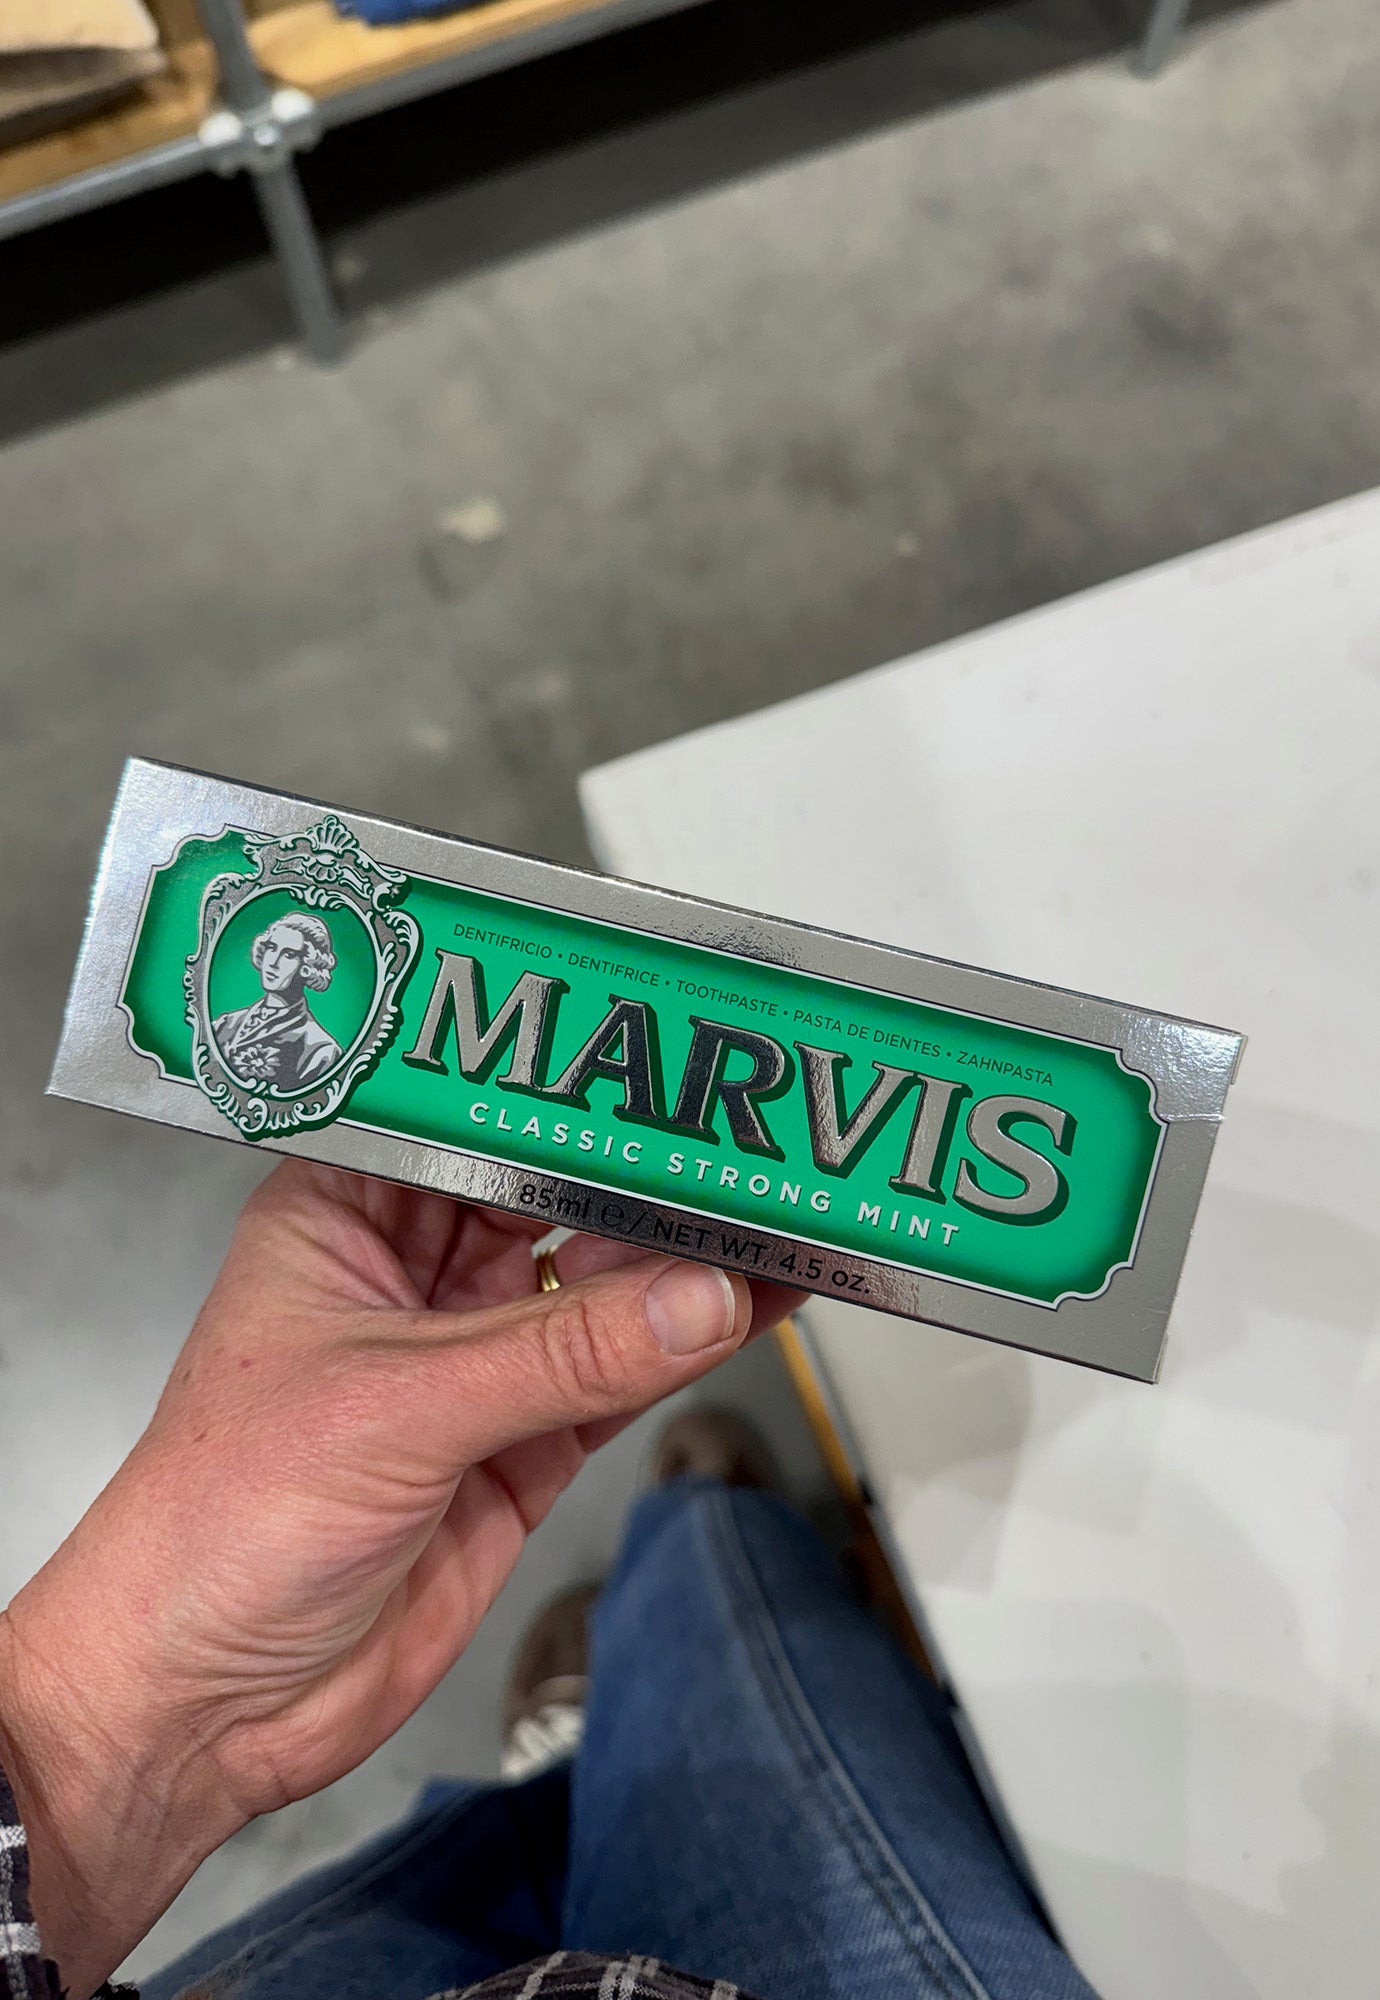 DENTIFRICIO • DENTIFRICE • TOOTHPASTE • PASTA DE DIENTES • ZAHNPASTA
MARVIS
CLASSIC STRONG MINT
85ml ℮ / NET WT. 4.5 oz.